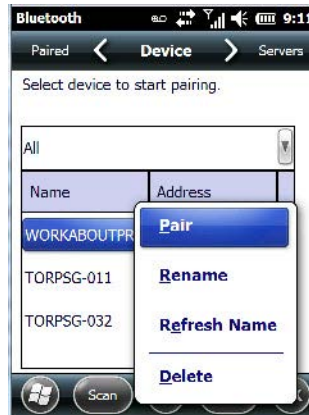 Bluetooth 9:11
Paired Device Servers
Select device to start pairing.
All
Name Address
WORKABOUTPR
Pair
TORPSG-011
Rename
TORPSG-032
Refresh Name
Delete
Scan